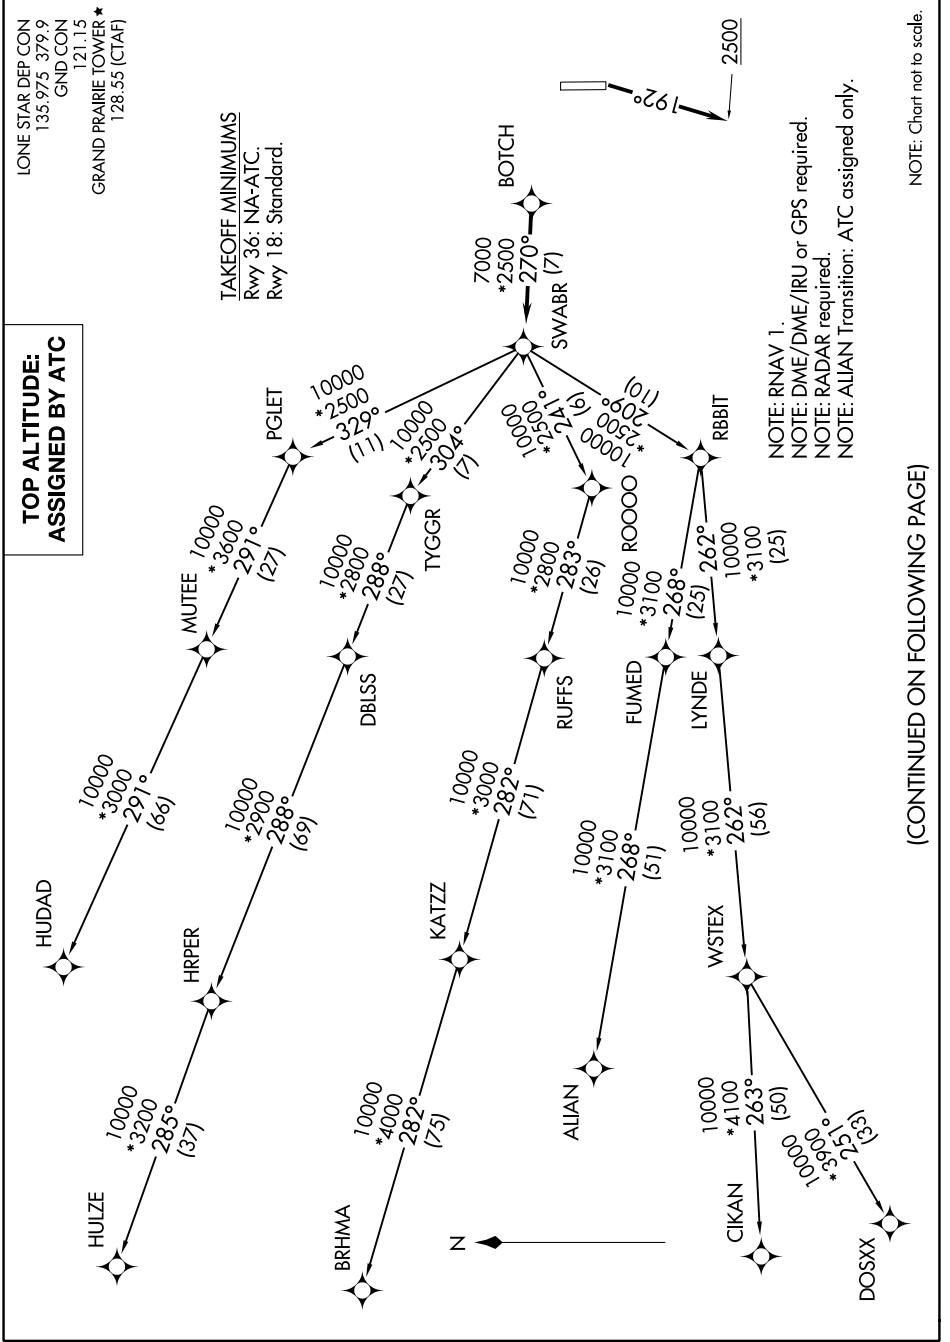 TOP ALTITUDE:
ASSIGNED BY ATC
LONE STAR DEP CON
135.975 379.9
GND CON
121.15
GRAND PRAIRIE TOWER ★
128.55 (CTAF)
TAKEOFF MINIMUMS
Rwy 36: NA-ATC.
Rwy 18: Standard.
HUDAD
10000
*3000
291°
(66)
MUTEE
10000
*3600
291°
(27)
PGLET
10000
*2500
329°
(11)
HULZE
10000
*3200
285°
(37)
HRPER
10000
*2900
288°
(69)
DBLSS
10000
*2800
288°
(27)
TYGGR
10000
*2500
304°
(7)
BRHMA
10000
*4000
282°
(75)
KATZZ
10000
*3000
282°
(71)
RUFFS
10000
*2800
283°
(26)
ROOOO
10000
*2500
241°
(6)
SWABR
7000
*2500
270°
(7)
BOTCH
192°
2500
ALIAN
10000
*3100
268°
(51)
FUMED
10000
*3100
268°
(25)
RBBIT
10000
*2500
209°
(10)
LYNDE
262°
10000
*3100
(25)
WSTEX
10000
*3100
262°
(56)
CIKAN
10000
*4100
263°
(50)
DOSXX
10000
*3900
251°
(33)
N
NOTE: RNAV 1.
NOTE: DME/DME/IRU or GPS required.
NOTE: RADAR required.
NOTE: ALIAN Transition: ATC assigned only.
(CONTINUED ON FOLLOWING PAGE)
NOTE: Chart not to scale.